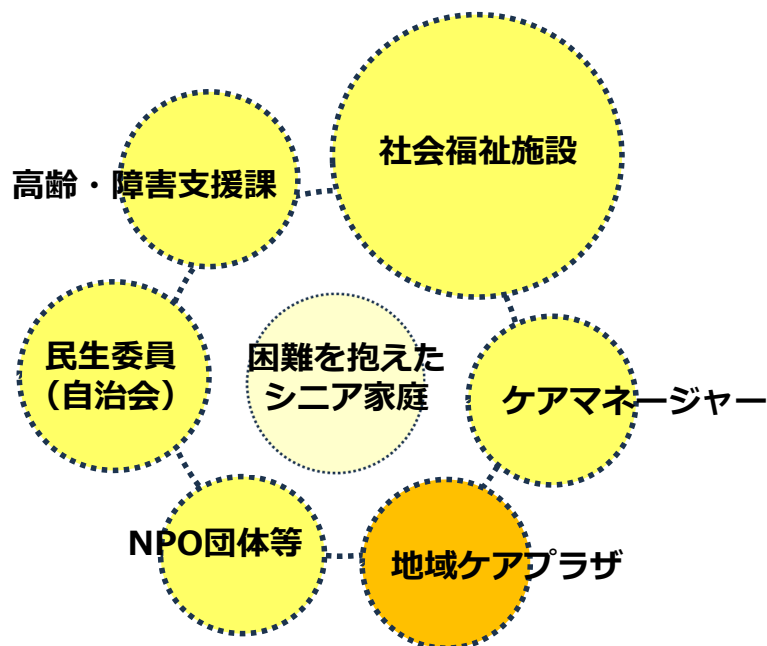 社会福祉施設
高齢・障害支援課
民生委員
（自治会）
困難を抱えた
シニア家庭
ケアマネージャー
NPO団体等
地域ケアプラザ